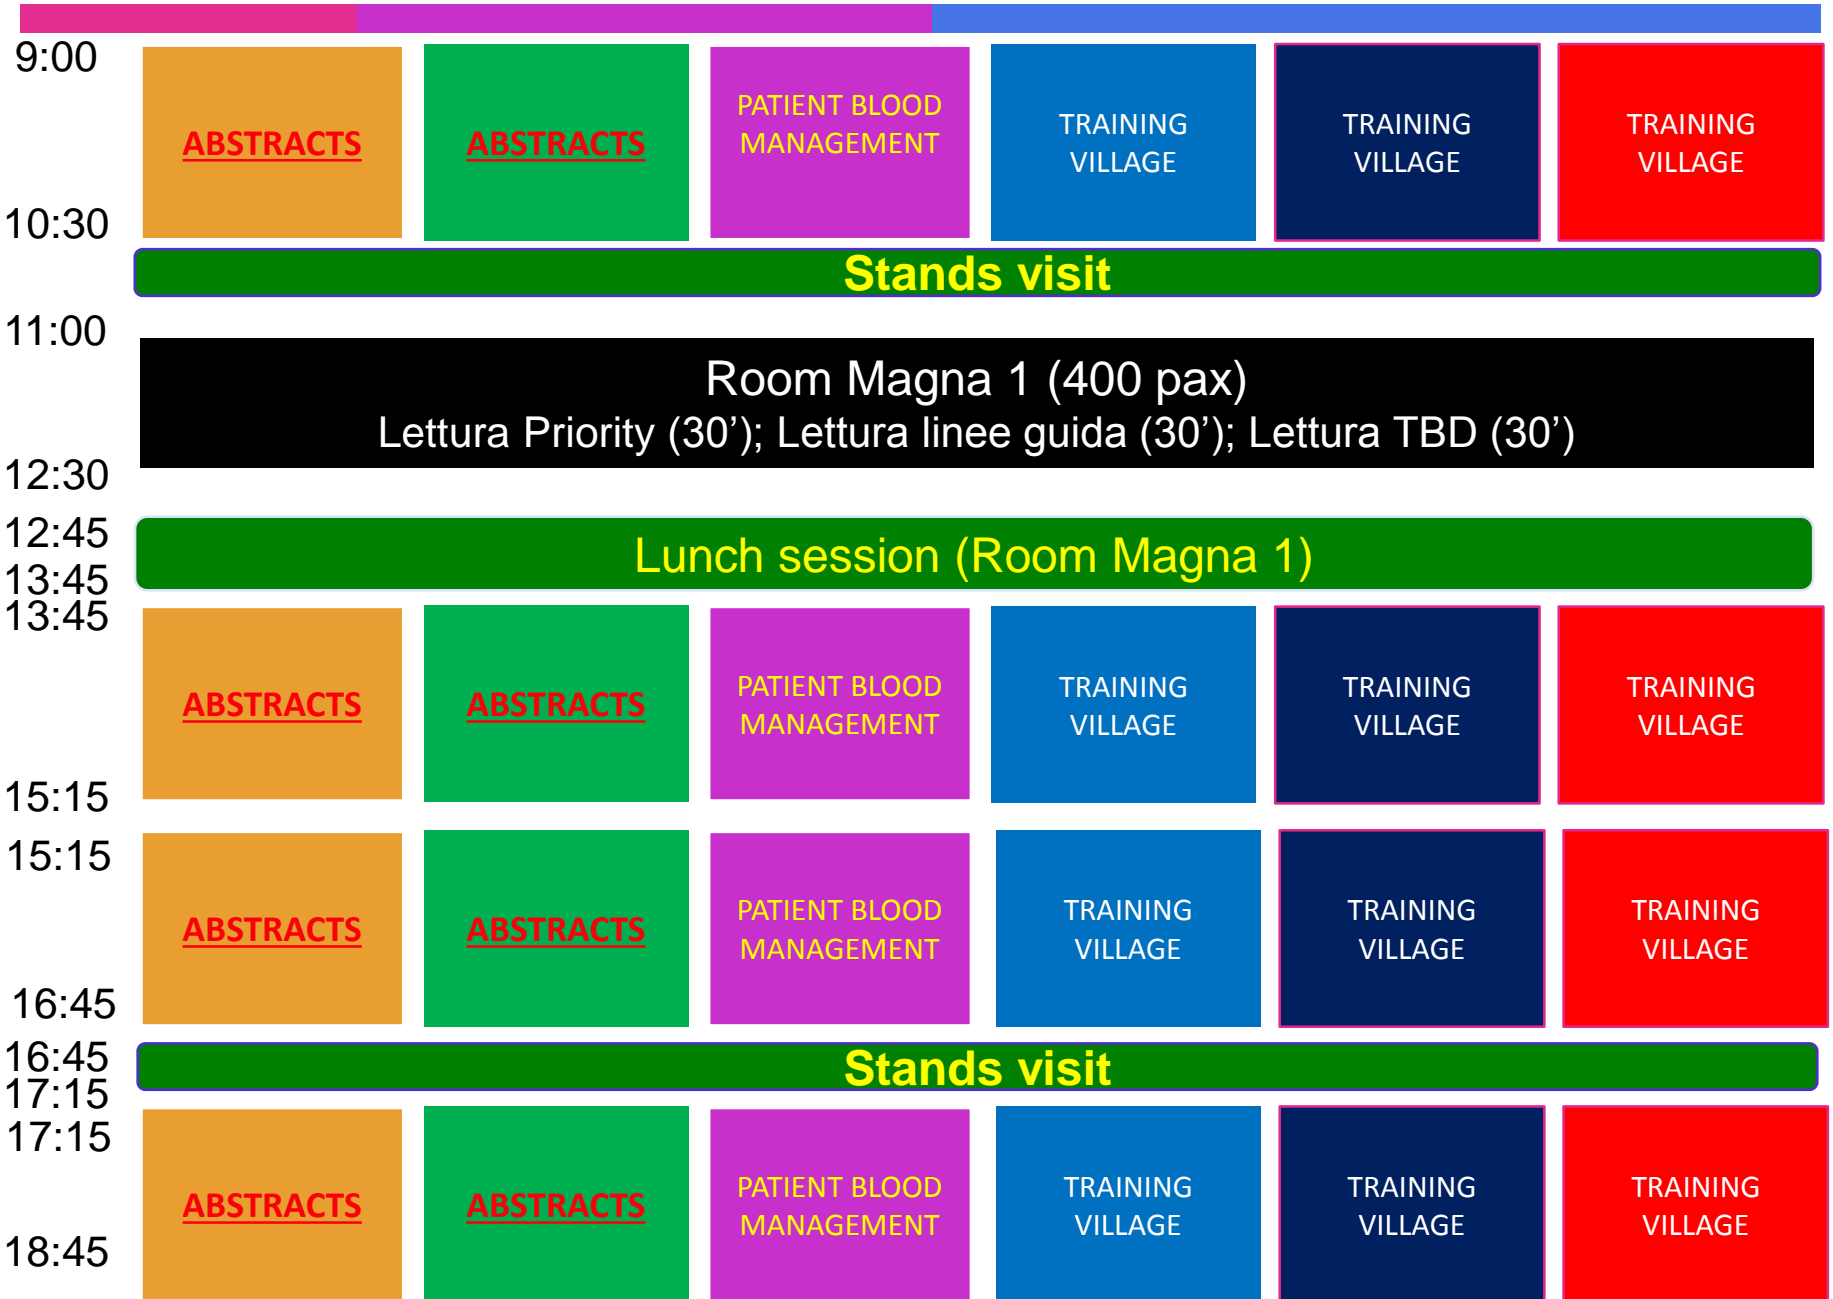 9:00
ABSTRACTS
ABSTRACTS
PATIENT BLOOD
MANAGEMENT
TRAINING
VILLAGE
TRAINING
VILLAGE
TRAINING
VILLAGE
10:30
Stands visit
11:00
Room Magna 1 (400 pax)
Lettura Priority (30’); Lettura linee guida (30’); Lettura TBD (30’)
12:30
12:45
Lunch session (Room Magna 1)
13:45
13:45
ABSTRACTS
ABSTRACTS
PATIENT BLOOD
MANAGEMENT
TRAINING
VILLAGE
TRAINING
VILLAGE
TRAINING
VILLAGE
15:15
15:15
ABSTRACTS
ABSTRACTS
PATIENT BLOOD
MANAGEMENT
TRAINING
VILLAGE
TRAINING
VILLAGE
TRAINING
VILLAGE
16:45
16:45
Stands visit
17:15
17:15
ABSTRACTS
ABSTRACTS
PATIENT BLOOD
MANAGEMENT
TRAINING
VILLAGE
TRAINING
VILLAGE
TRAINING
VILLAGE
18:45